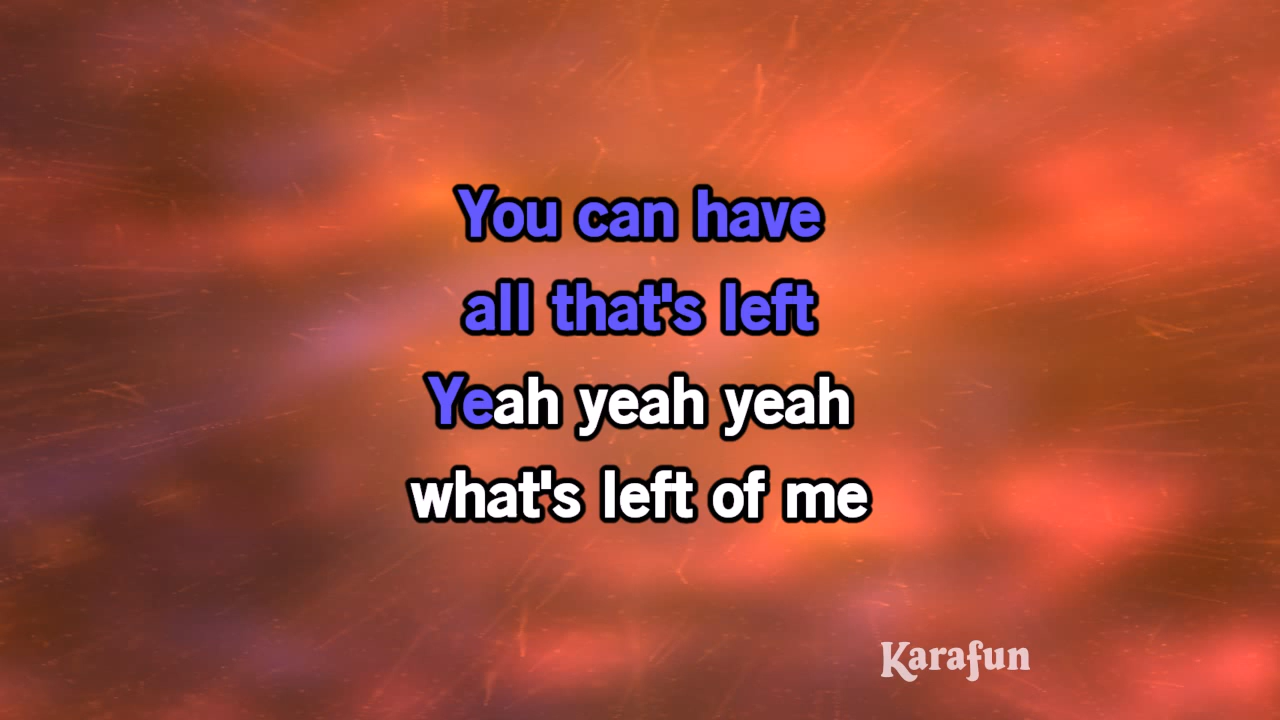 You can have
all that's left
Yeah yeah yeah
what's left of me
Karafun